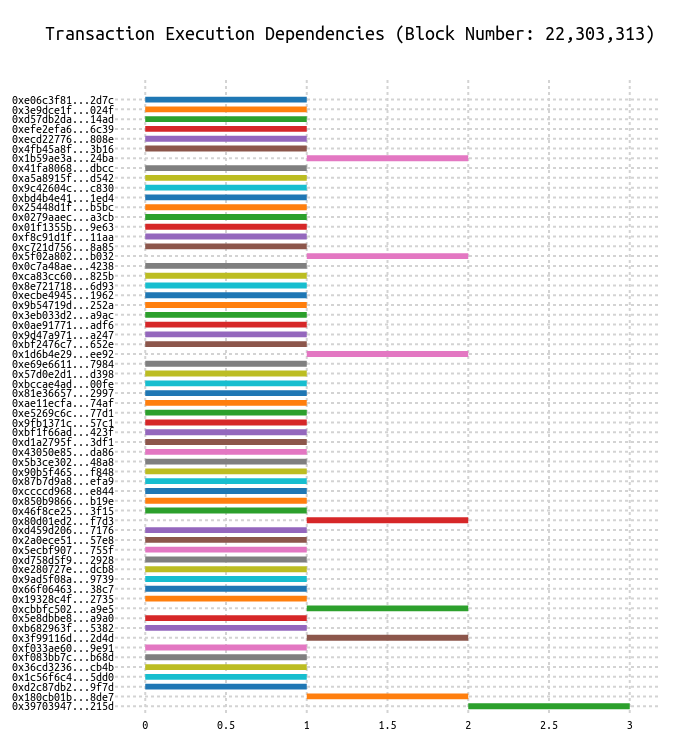 Transaction Execution Dependencies (Block Number: 22,303,313)
0xe06c3f81...2d7c
0x3e9dce1f...024f
0xd57db2da...14ad
0xefe2efa6...6c39
0xecd22776...808e
0x4fb45a8f...3b16
0x1b59ae3a...24ba
0x41fa8068...dbcc
0xa5a8915f...d542
0x9c42604c...c830
0xbd4b4e41...1ed4
0x25448d1f...b5bc
0x0279aaec...a3cb
0x01f1355b...9e63
0xf8c91d1f...11aa
0xc721d756...8a85
0x5f02a802...b032
0x0c7a48ae...4238
0xca83cc60...825b
0x8e721718...6d93
0xecbe4945...1962
0x9b54719d...252a
0x3eb033d2...a9ac
0x0ae91771...adf6
0x9d47a971...a247
0xbf2476c7...652e
0x1d6b4e29...ee92
0xe69e6611...7984
0x57d0e2d1...d398
0xbccae4ad...00fe
0x81e36657...2997
0xae11ecfa...74af
0xe5269c6c...77d1
0x9fb1371c...57c1
0xbf1f66ad...423f
0xd1a2795f...3df1
0x43050e85...da86
0x5b3ce302...48a8
0x90b5f465...f848
0x87b7d9a8...efa9
0xccccd968...e844
0x850b9866...b19e
0x46f8ce25...3f15
0x80d01ed2...f7d3
0xd459d206...7176
0x2a0ece51...57e8
0x5ecbf907...755f
0xd758d5f9...2928
0xe280727e...dcb8
0x9ad5f08a...9739
0x66f06463...38c7
0x19328c4f...2735
0xcbbfc502...a9e5
0x5e8dbbe8...a9a0
0xb682963f...5382
0x3f99116d...2d4d
0xf033ae60...9e91
0xf083bb7c...b68d
0x36cd3236...cb4b
0x1c56f6c4...5dd0
0xd2c87db2...9f7d
0x180cb01b...8de7
0x39703947...215d
0 0.5 1 1.5 2 2.5 3